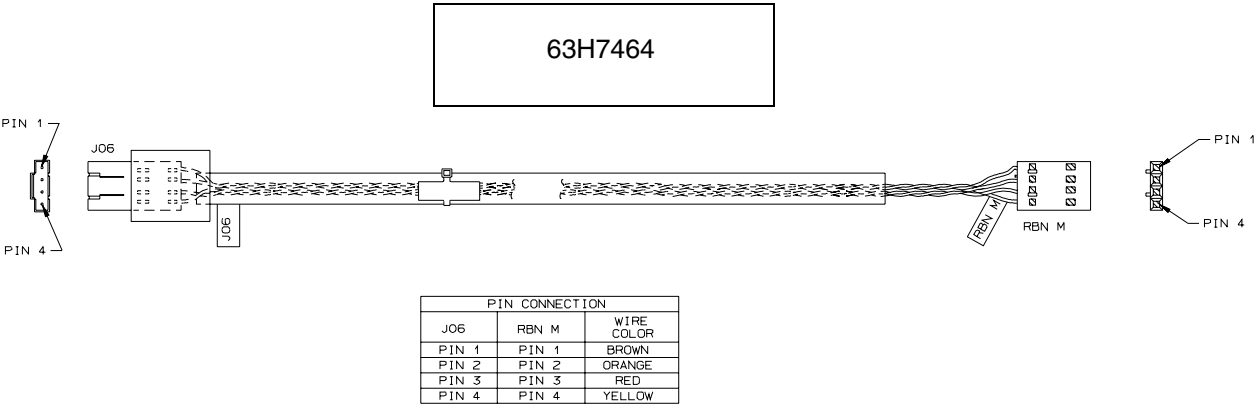 63H7464
PIN 1
J06
PIN 4
J06
RBN M
RBN M
PIN 1
PIN 4
PIN CONNECTION
J06 RBN M WIRE COLOR
PIN 1 PIN 1 BROWN
PIN 2 PIN 2 ORANGE
PIN 3 PIN 3 RED
PIN 4 PIN 4 YELLOW